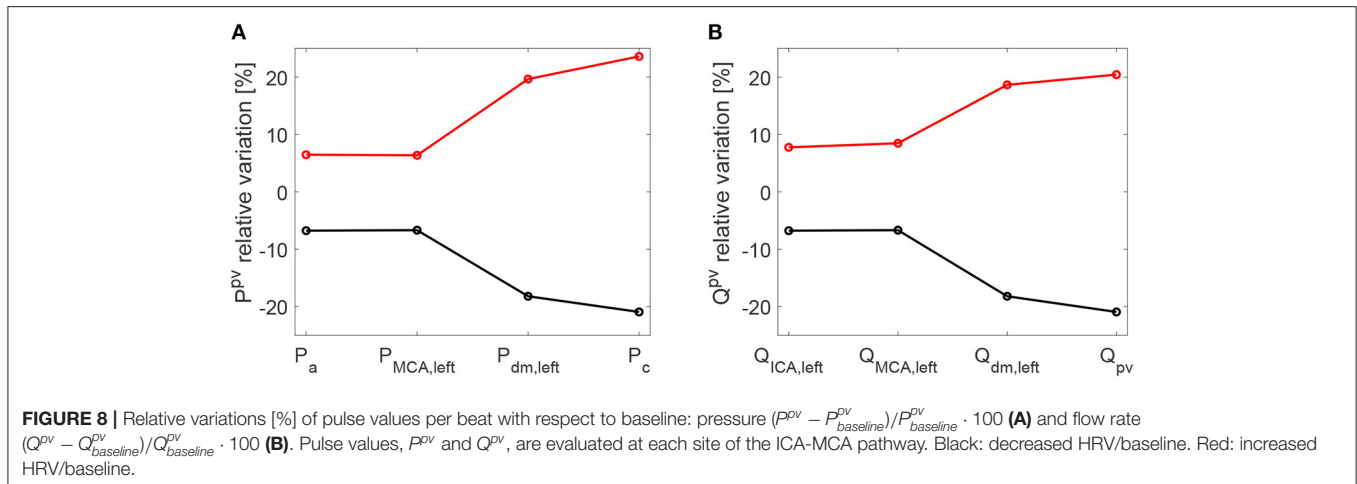 A
B
P^pv relative variation [%]
20
10
0
-10
-20
P_a
P_MCA,left
P_dm,left
P_c
Q^pv relative variation [%]
20
10
0
-10
-20
Q_ICA,left
Q_MCA,left
Q_dm,left
Q_pv
FIGURE 8 | Relative variations [%] of pulse values per beat with respect to baseline: pressure (P^pv − P^pv_baseline)/P^pv_baseline · 100 (A) and flow rate
(Q^pv − Q^pv_baseline)/Q^pv_baseline · 100 (B). Pulse values, P^pv and Q^pv, are evaluated at each site of the ICA-MCA pathway. Black: decreased HRV/baseline. Red: increased
HRV/baseline.